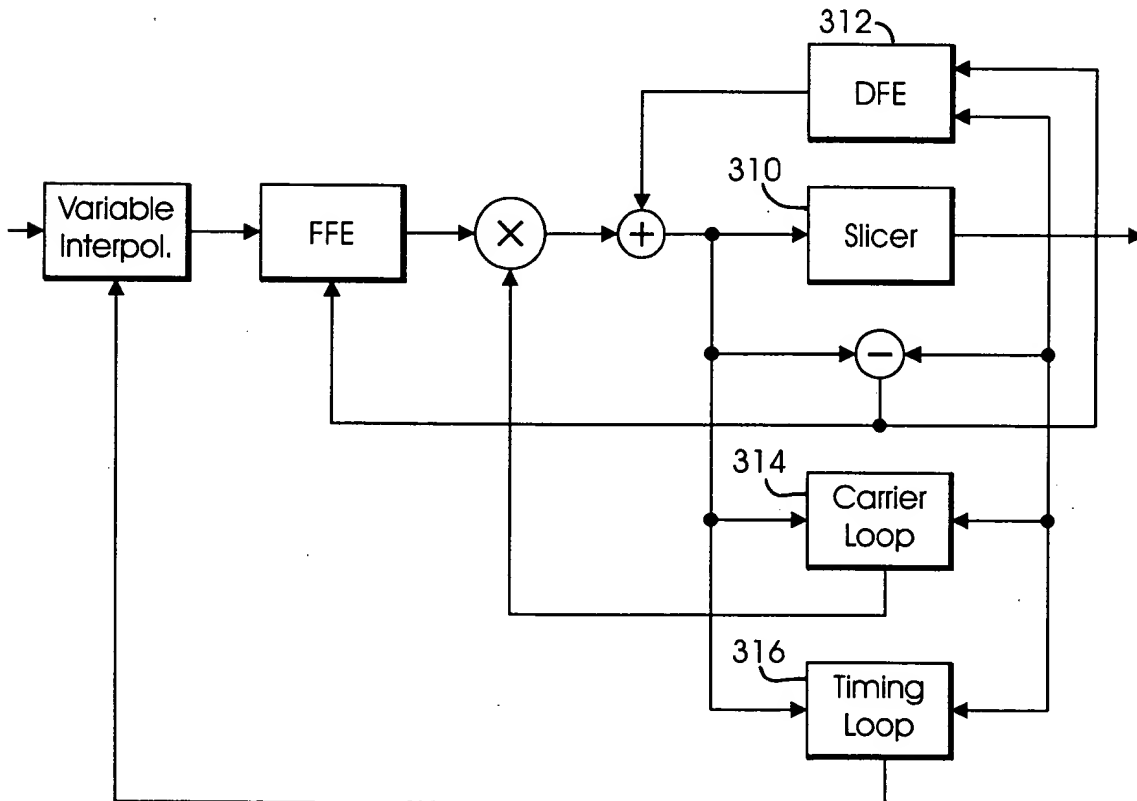 312
DFE
310
Slicer
Variable
Interpol.
FFE
×
+
−
314
Carrier
Loop
316
Timing
Loop